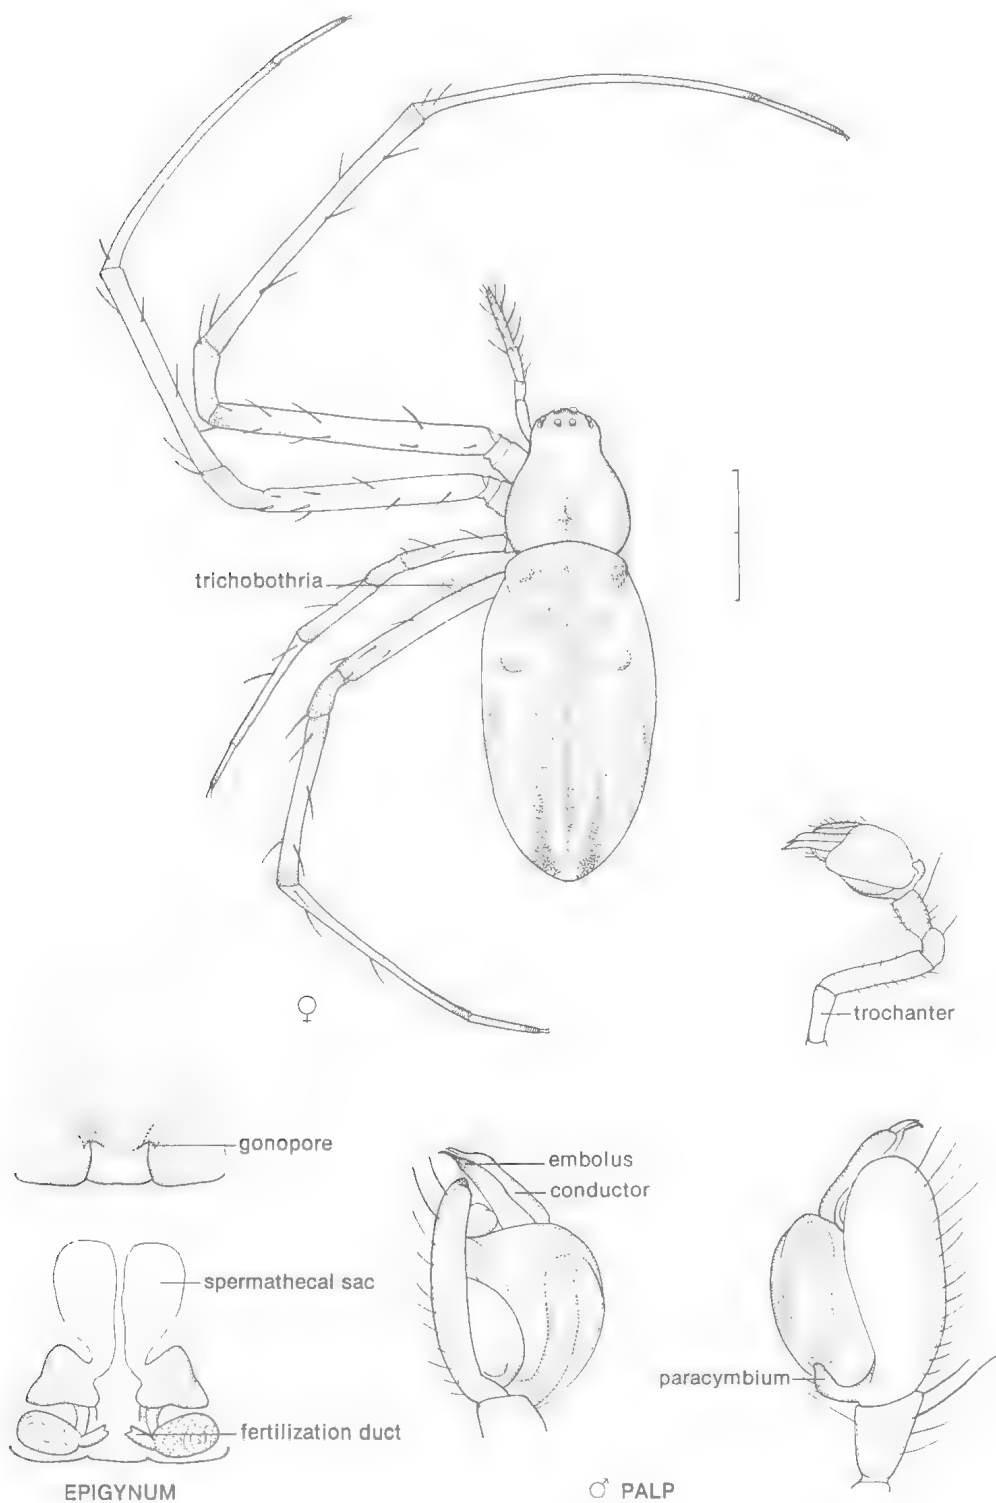 trichobothria
♀
trochanter
gonopore
embolus
conductor
spermathecal sac
paracymbium
fertilization duct
EPIGYNUM
♂ PALP